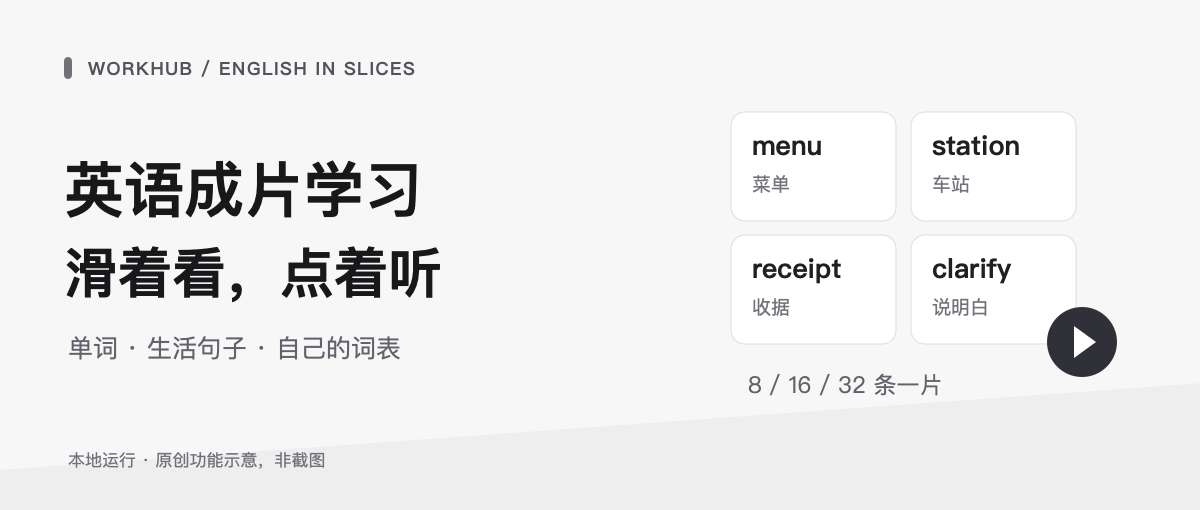 WORKHUB / ENGLISH IN SLICES
英语成片学习
滑着看，点着听
单词 · 生活句子 · 自己的词表
menu
菜单
station
车站
receipt
收据
clarify
说明白
8 / 16 / 32 条一片
本地运行 · 原创功能示意，非截图